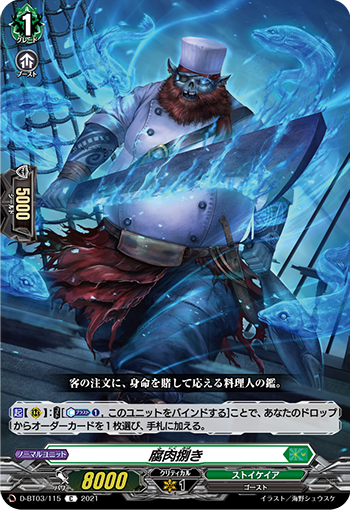 1
グレード
ブースト
5000
シールド
客の注文に、身命を賭して応える料理人の鑑。
起【】:【コスト】【1, このユニットをバインドする】ことで、あなたのドロップ
からオーダーカードを1枚選び、手札に加える。
ノーマルユニット
腐肉捌き
パワー 8000
クリティカル
1
ストイケイア
ゴースト
D-BT03/115 C 2021
イラスト/海野シュウスケ